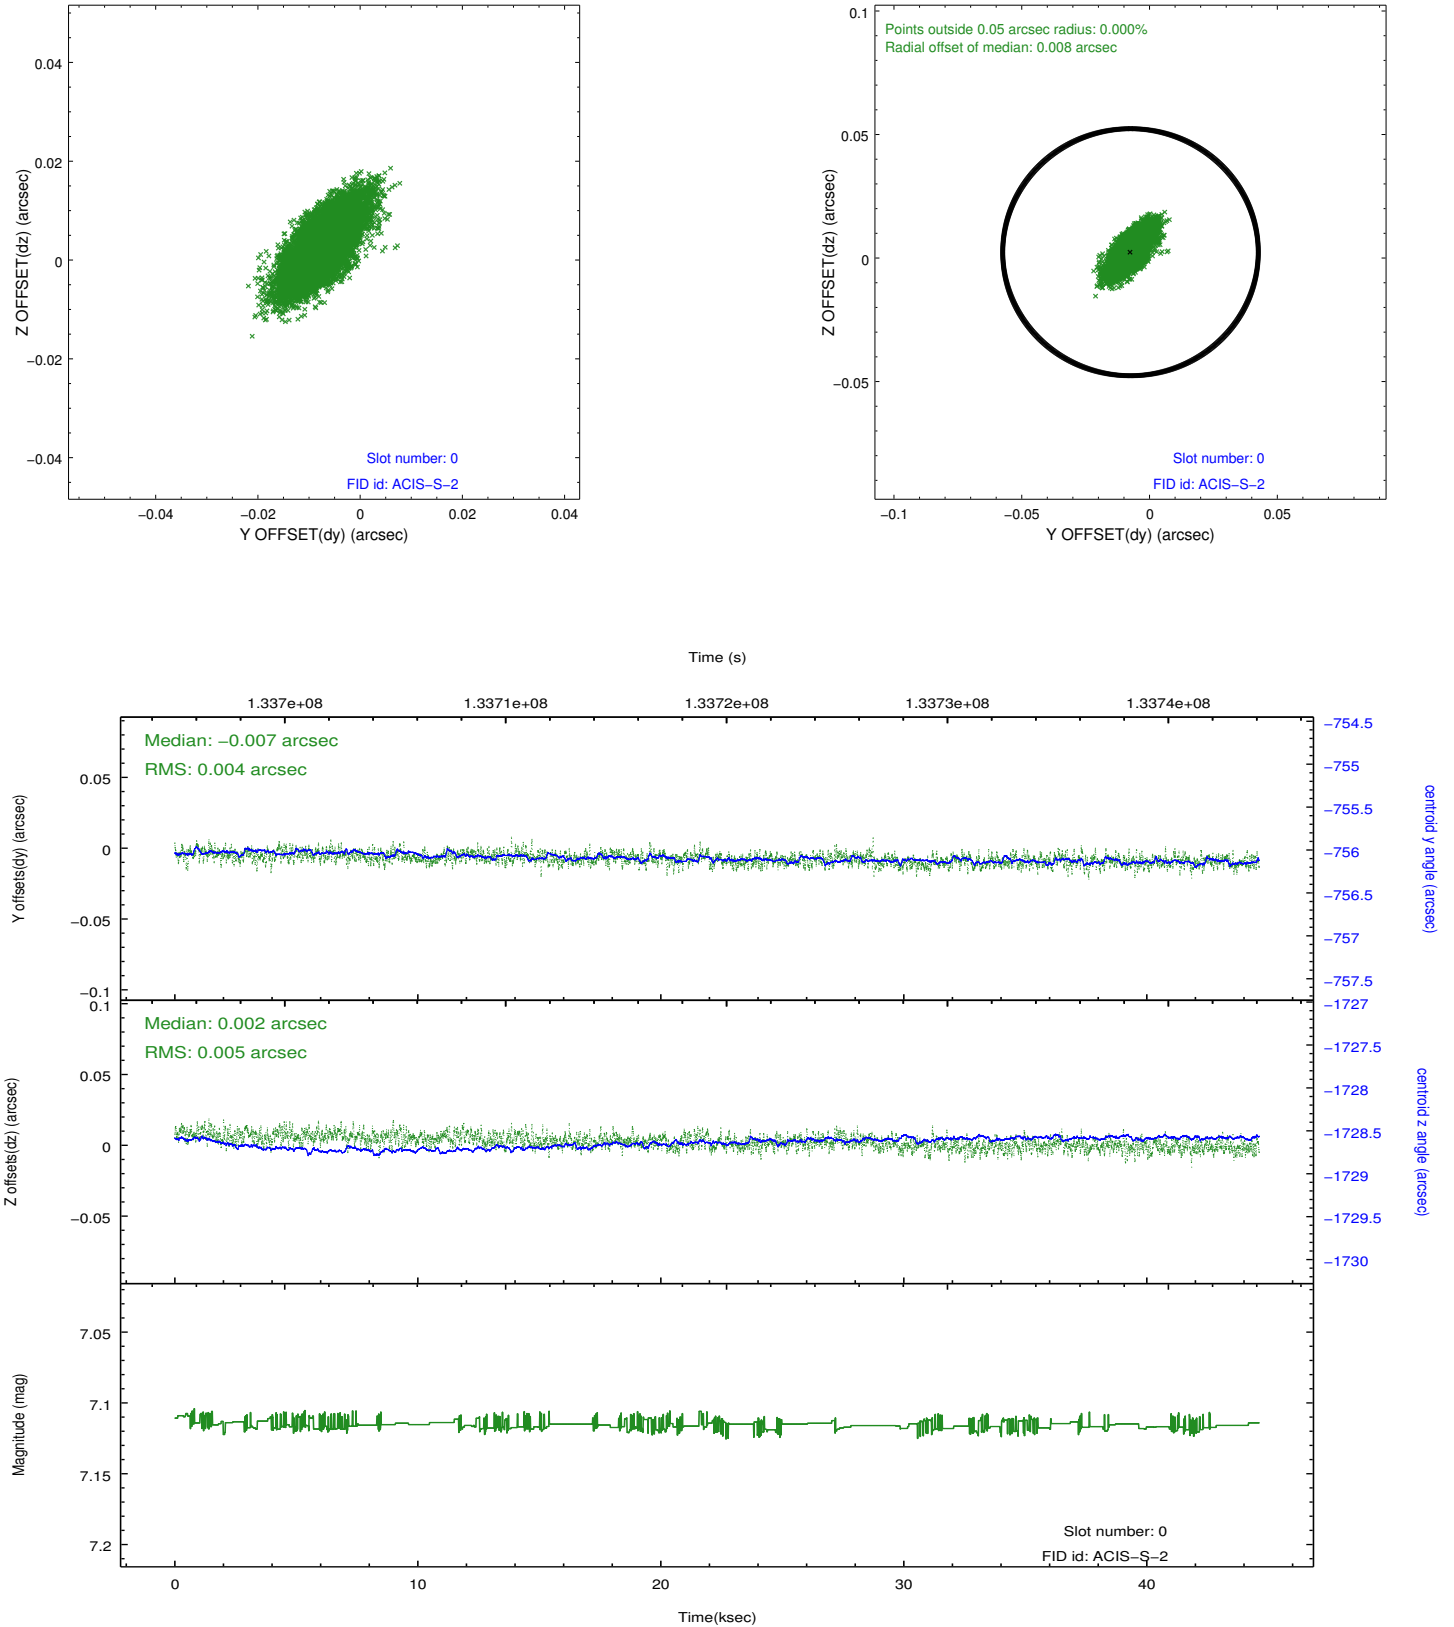 0.04
0.02
0
−0.02
−0.04
Z OFFSET(dz) (arcsec)
Slot number: 0
FID id: ACIS−S−2
−0.04
−0.02
0
0.02
0.04
Y OFFSET(dy) (arcsec)
0.1
0.05
0
−0.05
Z OFFSET(dz) (arcsec)
Points outside 0.05 arcsec radius: 0.000%
Radial offset of median: 0.008 arcsec
Slot number: 0
FID id: ACIS−S−2
−0.1
−0.05
0
0.05
Y OFFSET(dy) (arcsec)
Time (s)
1.337e+08
1.3371e+08
1.3372e+08
1.3373e+08
1.3374e+08
Median: −0.007 arcsec
RMS: 0.004 arcsec
0.05
0
−0.05
−0.1
Y offsets(dy) (arcsec)
−754.5
−755
−755.5
−756
−756.5
−757
−757.5
centroid y angle (arcsec)
Median: 0.002 arcsec
RMS: 0.005 arcsec
0.1
0.05
0
−0.05
Z offsets(dz) (arcsec)
−1727
−1727.5
−1728
−1728.5
−1729
−1729.5
−1730
centroid z angle (arcsec)
7.05
7.1
7.15
7.2
Magnitude (mag)
Slot number: 0
FID id: ACIS−S−2
0
10
20
30
40
Time(ksec)